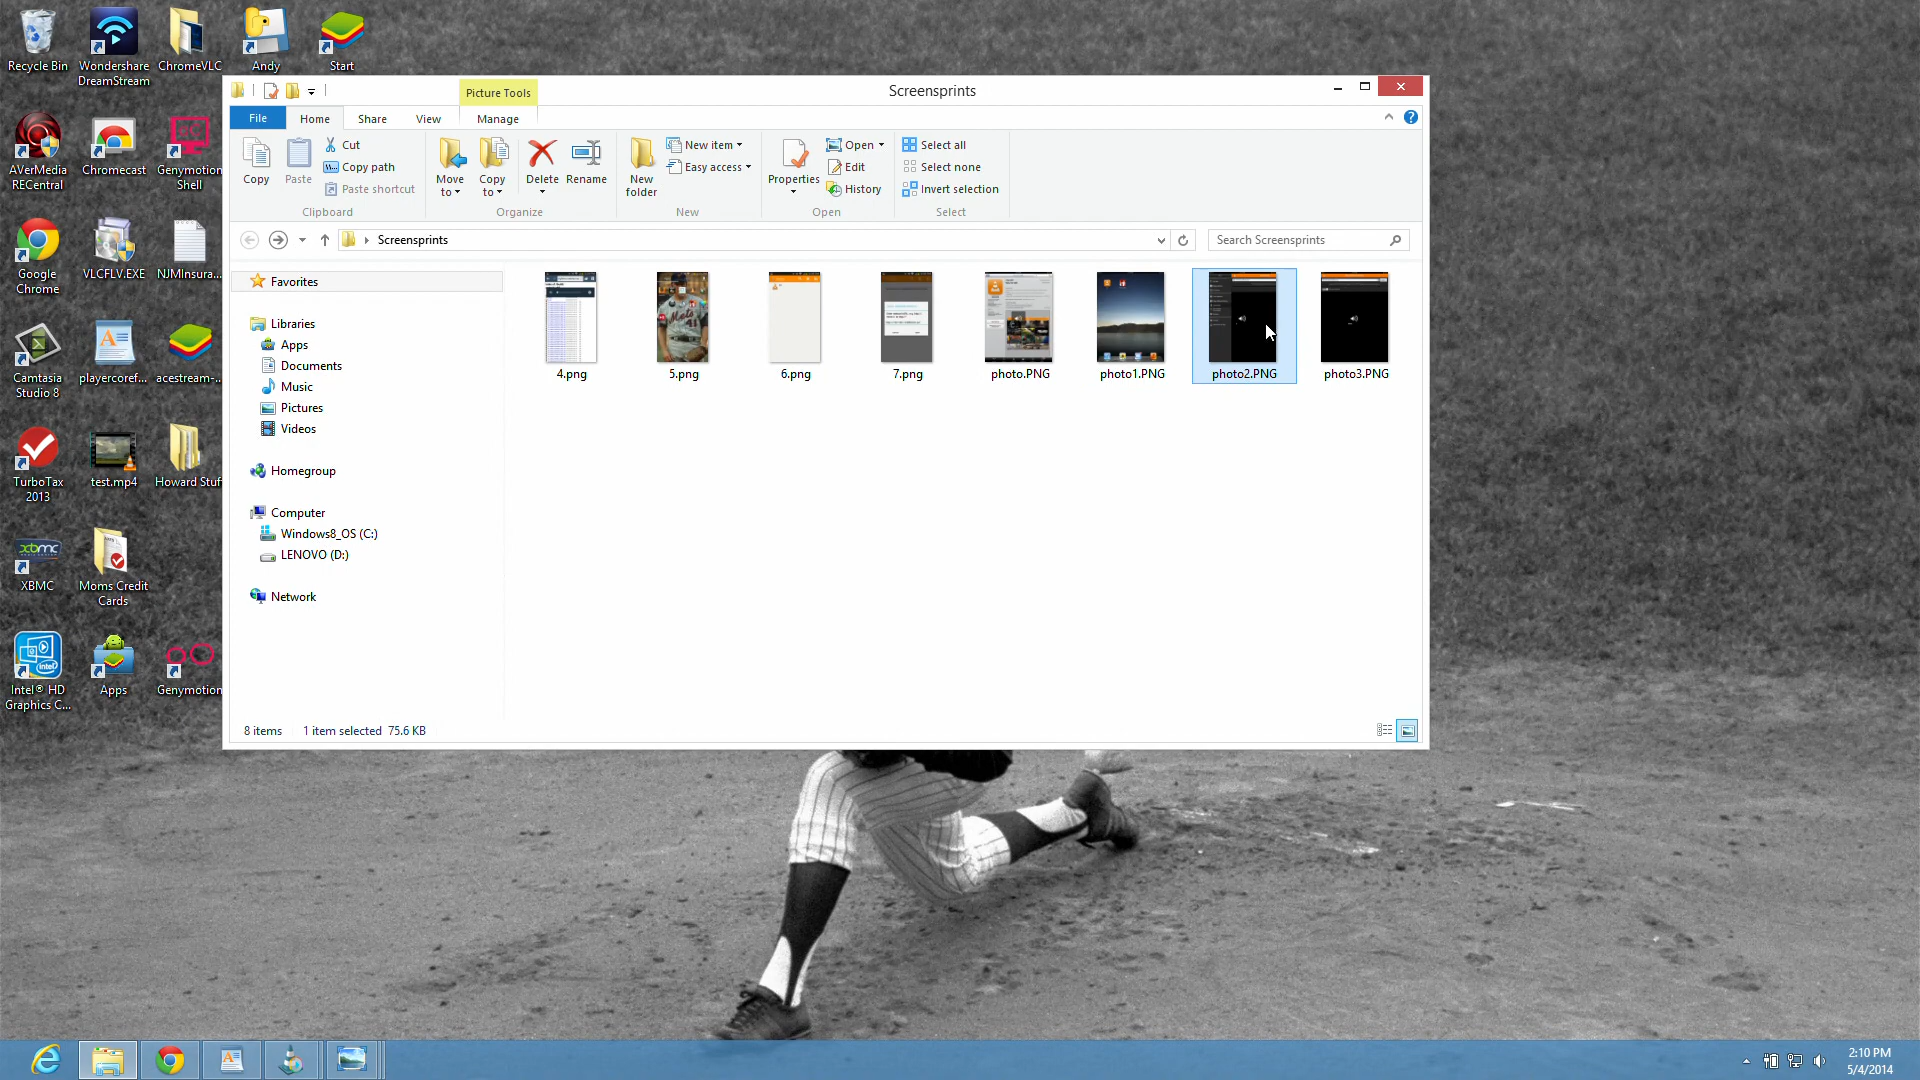 Recycle Bin
Wondershare
DreamStream
ChromeVLC
Andy
Start
AVerMedia
RECentral
Chromecast
Genymotion
Shell
Google
Chrome
VLCFLV.EXE
NJMInsura...
Camtasia
Studio 8
playercoref...
acestream-...
TurboTax
2013
test.mp4
Howard Stuf
XBMC
Moms Credit
Cards
Intel® HD
Graphics C...
Apps
Genymotion
Picture Tools
Screensprints
File
Home
Share
View
Manage
Copy
Paste
Cut
Copy path
Paste shortcut
Clipboard
Move
to
Copy
to
Delete
Rename
Organize
New
folder
New item
Easy access
New
Properties
Open
Edit
History
Open
Select all
Select none
Invert selection
Select
Screensprints
Search Screensprints
Favorites
Libraries
Apps
Documents
Music
Pictures
Videos
Homegroup
Computer
Windows8_OS (C:)
LENOVO (D:)
Network
4.png
5.png
6.png
7.png
photo.PNG
photo1.PNG
photo2.PNG
photo3.PNG
8 items
1 item selected 75.6 KB
2:10 PM
5/4/2014